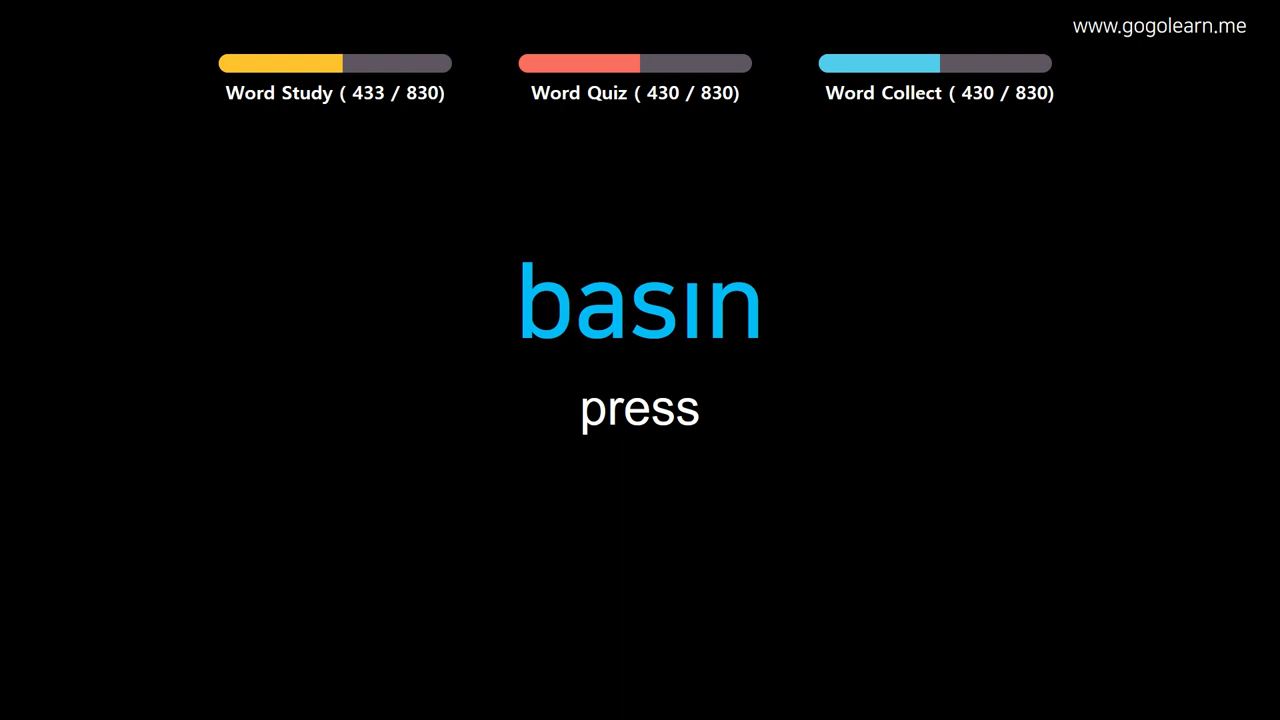 www.gogolearn.me
Word Study ( 433 / 830)
Word Quiz ( 430 / 830)
Word Collect ( 430 / 830)
basın
press